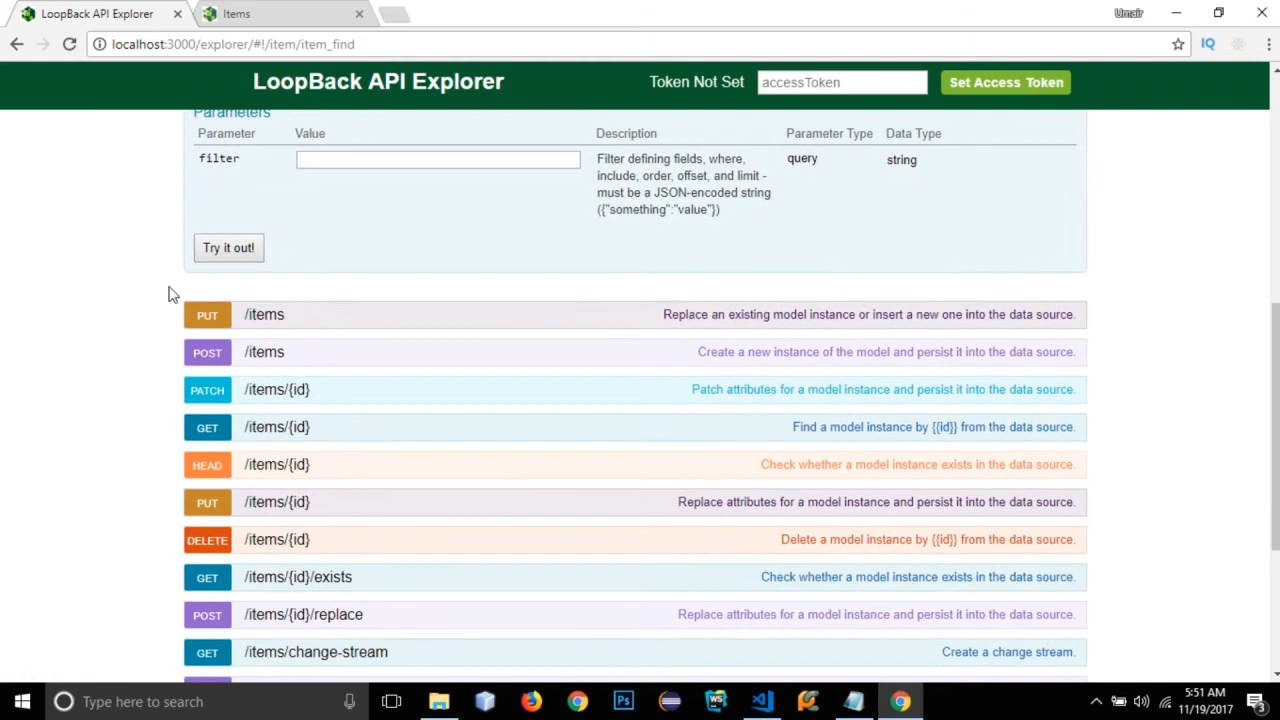 LoopBack API Explorer
Items
Umair
localhost:3000/explorer/#!/item/item_find
IQ
LoopBack API Explorer
Token Not Set
accessToken
Set Access Token
Parameters
Parameter Value Description Parameter Type Data Type
filter
Filter defining fields, where,
include, order, offset, and limit -
must be a JSON-encoded string
({"something":"value"})
query
string
Try it out!
PUT /items Replace an existing model instance or insert a new one into the data source.
POST /items Create a new instance of the model and persist it into the data source.
PATCH /items/{id} Patch attributes for a model instance and persist it into the data source.
GET /items/{id} Find a model instance by {{id}} from the data source.
HEAD /items/{id} Check whether a model instance exists in the data source.
PUT /items/{id} Replace attributes for a model instance and persist it into the data source.
DELETE /items/{id} Delete a model instance by {{id}} from the data source.
GET /items/{id}/exists Check whether a model instance exists in the data source.
POST /items/{id}/replace Replace attributes for a model instance and persist it into the data source.
GET /items/change-stream Create a change stream.
Type here to search
Ps
WS
5:51 AM
11/19/2017
3